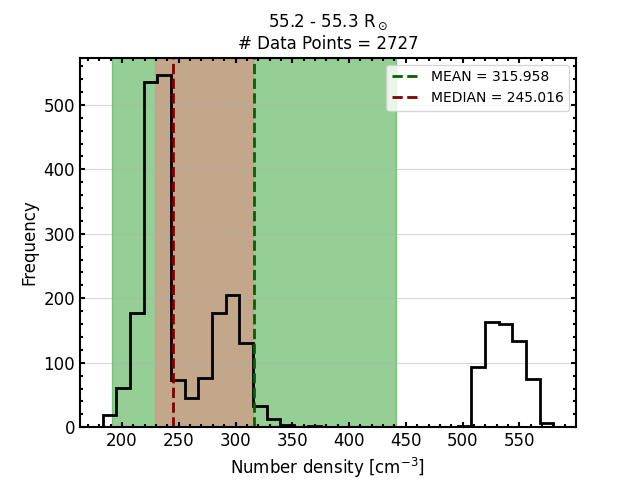 55.2 - 55.3 R⊙
# Data Points = 2727
MEAN = 315.958
MEDIAN = 245.016
Frequency
500
400
300
200
100
0
200 250 300 350 400 450 500 550
Number density [cm⁻³]